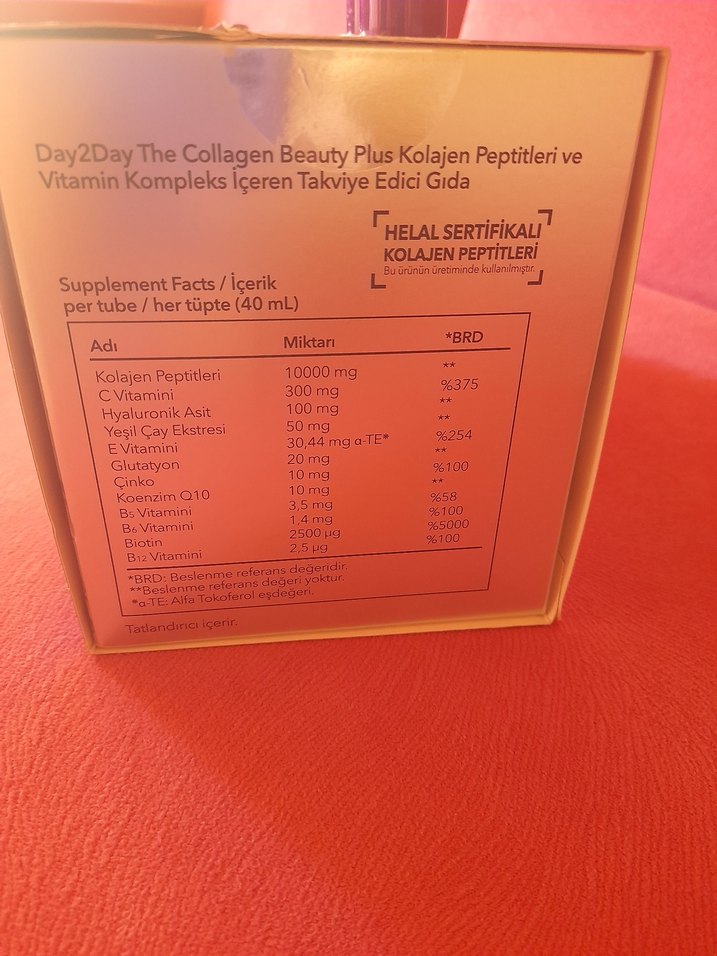 Day2Day The Collagen Beauty Plus Kolajen Peptitleri ve
Vitamin Kompleks İçeren Takviye Edici Gıda
HELAL SERTİFİKALI
KOLAJEN PEPTİTLERİ
Bu ürünün üretiminde kullanılmıştır.
Supplement Facts / İçerik
per tube / her tüpte (40 mL)
Adı Miktarı *BRD
Kolajen Peptitleri 10000 mg **
C Vitamini 300 mg %375
Hyaluronik Asit 100 mg **
Yeşil Çay Ekstresi 50 mg **
E Vitamini 30,44 mg α-TE* %254
Glutatyon 20 mg **
Çinko 10 mg %100
Koenzim Q10 10 mg **
B5 Vitamini 3,5 mg %58
B6 Vitamini 1,4 mg %100
Biotin 2500 µg %5000
B12 Vitamini 2,5 µg %100
*BRD: Beslenme referans değeridir.
**Beslenme referans değeri yoktur.
*α-TE: Alfa Tokoferol eşdeğeri.
Tatlandırıcı içerir.